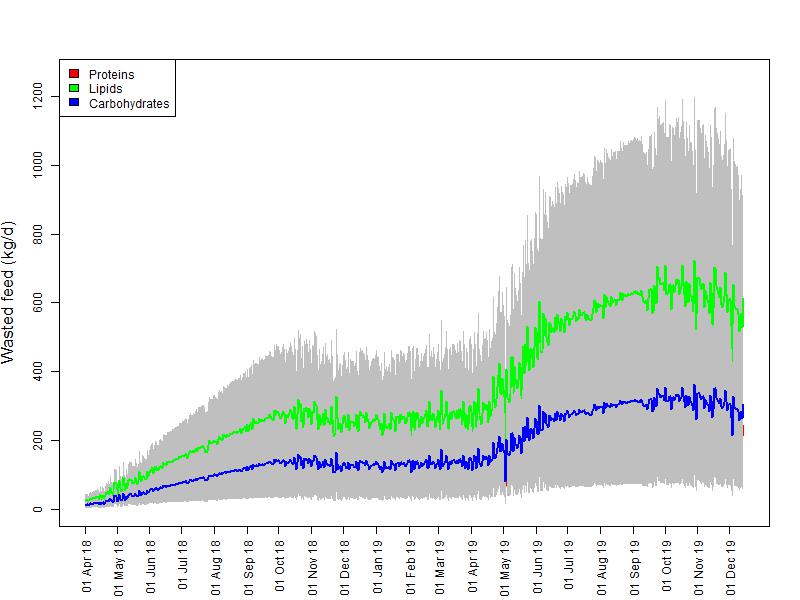 Proteins
Lipids
Carbohydrates
Wasted feed (kg/d)
1200
1000
800
600
400
200
0
01 Apr 18
01 May 18
01 Jun 18
01 Jul 18
01 Aug 18
01 Sep 18
01 Oct 18
01 Nov 18
01 Dec 18
01 Jan 19
01 Feb 19
01 Mar 19
01 Apr 19
01 May 19
01 Jun 19
01 Jul 19
01 Aug 19
01 Sep 19
01 Oct 19
01 Nov 19
01 Dec 19